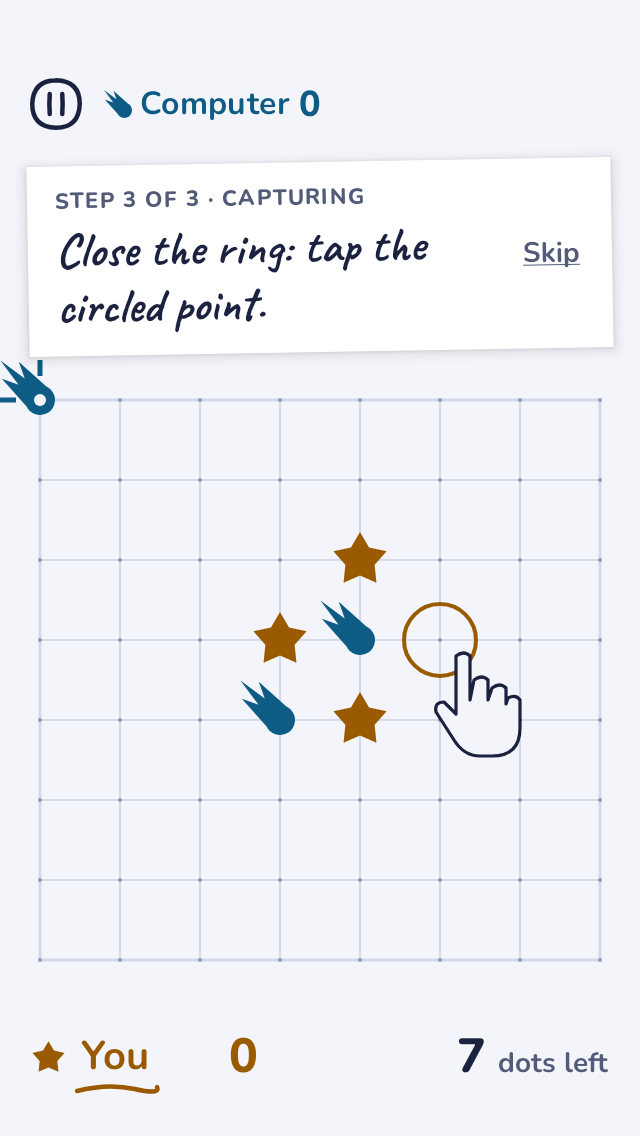 Computer 0
STEP 3 OF 3 · CAPTURING
Close the ring: tap the
circled point.
Skip
You 0
7 dots left